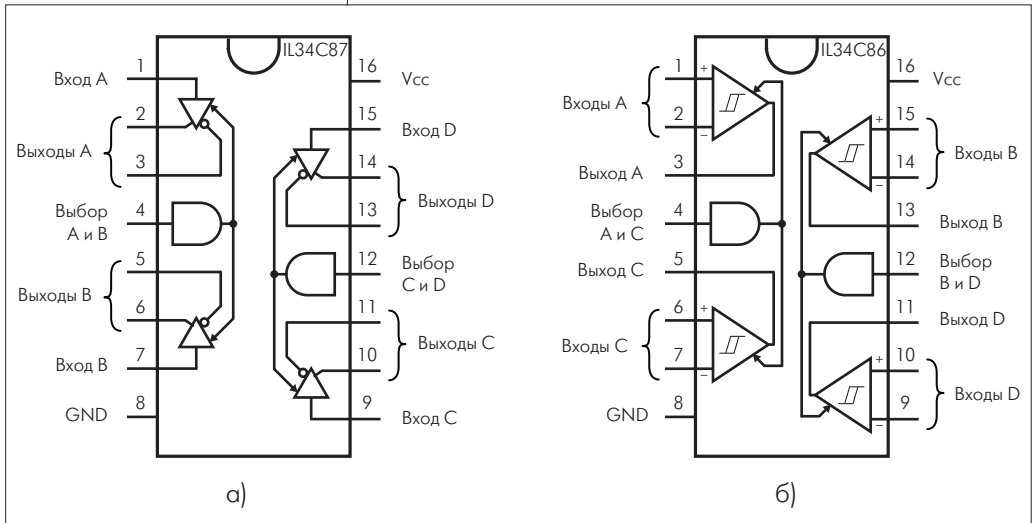 IL34C87
1
Вход A
2
Выходы A
3
4
Выбор
A и B
5
Выходы B
6
7
Вход B
8
GND
16
Vcc
15
Вход D
14
Выходы D
13
12
Выбор
C и D
11
Выходы C
10
9
Вход C
а)
IL34C86
1
+
Входы A
2
−
3
Выход A
4
Выбор
A и C
5
Выход C
6
+
Входы C
7
−
8
GND
16
Vcc
15
+
Входы B
14
−
13
Выход B
12
Выбор
B и D
11
Выход D
10
+
Входы D
9
−
б)